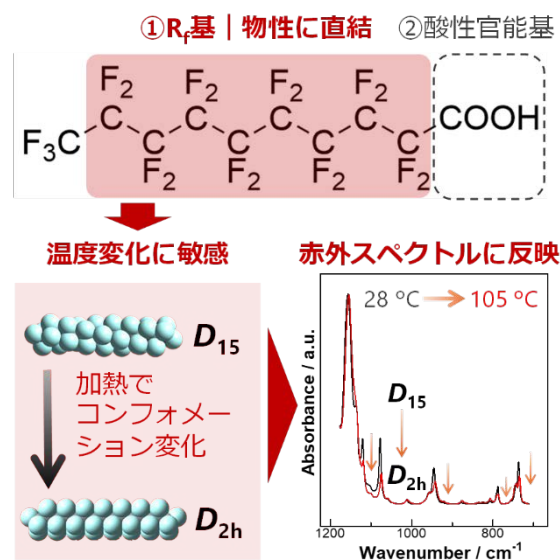 ①Rf基｜物性に直結 ②酸性官能基
F2 F2 F2 F2
C C C C COOH
F3C C C C C
F2 F2 F2 F2
温度変化に敏感
赤外スペクトルに反映
D15
加熱で
コンフォメー
ション変化
D2h
28 ºC 105 ºC
D15
D2h
Absorbance / a.u.
1200 1000 800
Wavenumber / cm-1